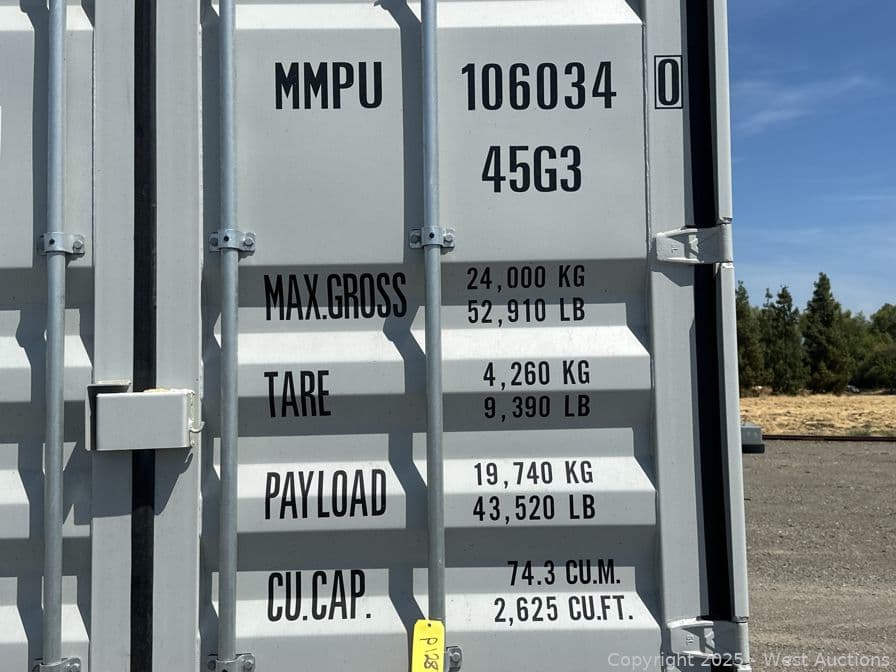 MMPU 106034 0
45G3
MAX.GROSS 24,000 KG
52,910 LB
TARE 4,260 KG
9,390 LB
PAYLOAD 19,740 KG
43,520 LB
CU.CAP. 74.3 CU.M.
2,625 CU.FT.
P128
Copyright 2025 - West Auctions